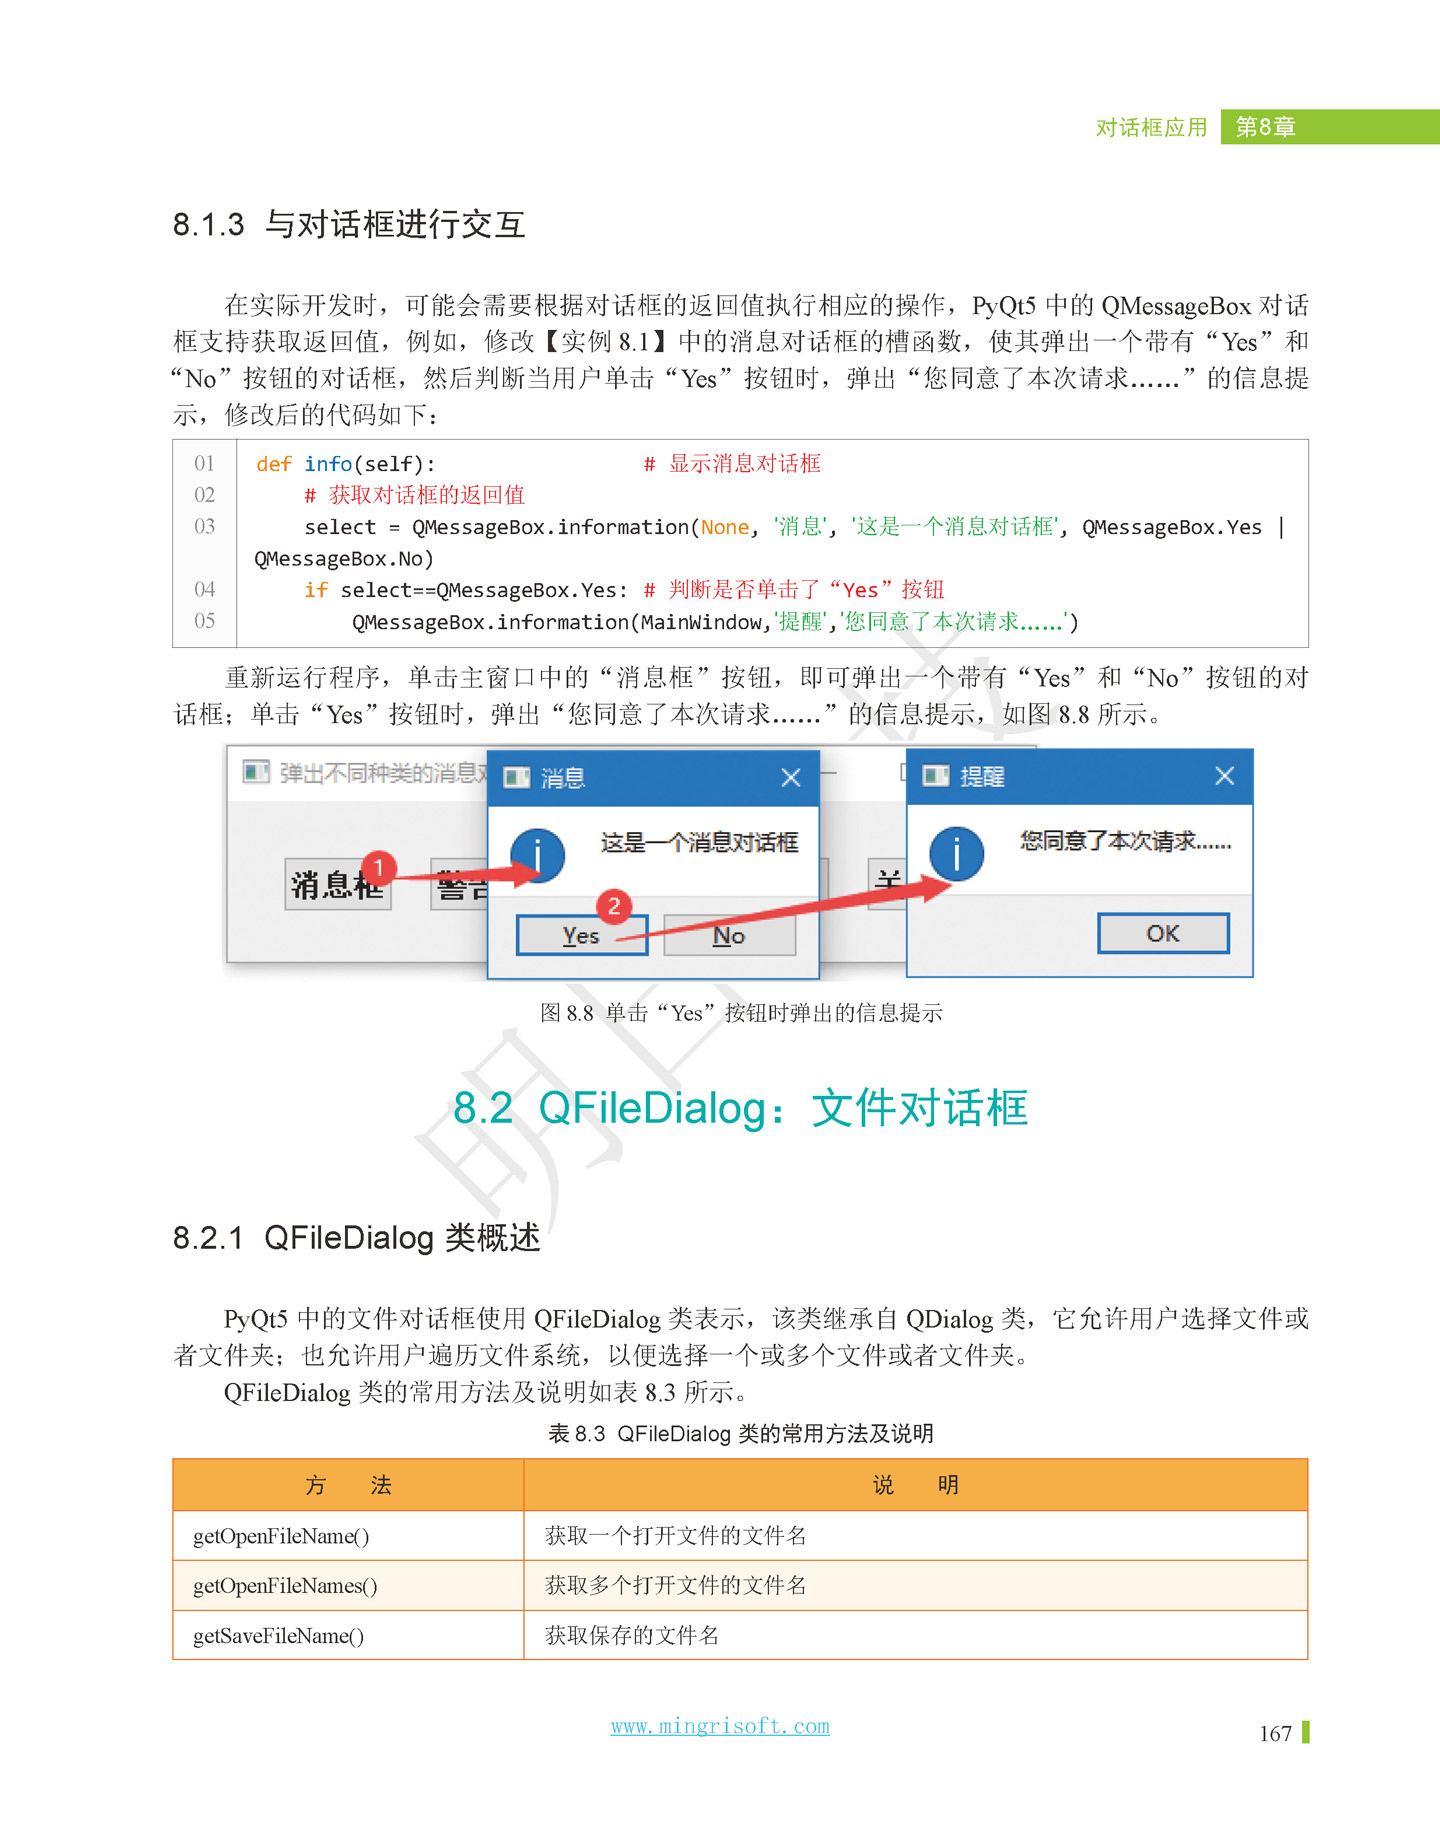 对话框应用 第8章
8.1.3 与对话框进行交互
在实际开发时，可能会需要根据对话框的返回值执行相应的操作，PyQt5 中的 QMessageBox 对话
框支持获取返回值，例如，修改【实例 8.1】中的消息对话框的槽函数，使其弹出一个带有“Yes”和
“No”按钮的对话框，然后判断当用户单击“Yes”按钮时，弹出“您同意了本次请求……”的信息提
示，修改后的代码如下：
01 def info(self): # 显示消息对话框
02 # 获取对话框的返回值
03 select = QMessageBox.information(None, '消息', '这是一个消息对话框', QMessageBox.Yes |
QMessageBox.No)
04 if select==QMessageBox.Yes: # 判断是否单击了“Yes”按钮
05 QMessageBox.information(MainWindow,'提醒','您同意了本次请求……')
重新运行程序，单击主窗口中的“消息框”按钮，即可弹出一个带有“Yes”和“No”按钮的对
话框；单击“Yes”按钮时，弹出“您同意了本次请求……”的信息提示，如图 8.8 所示。
弹出不同种类的消息对
消息
提醒
这是一个消息对话框
您同意了本次请求......
消息框
1
警告
关
2
Yes
No
OK
图 8.8 单击“Yes”按钮时弹出的信息提示
8.2 QFileDialog：文件对话框
8.2.1 QFileDialog 类概述
PyQt5 中的文件对话框使用 QFileDialog 类表示，该类继承自 QDialog 类，它允许用户选择文件或
者文件夹；也允许用户遍历文件系统，以便选择一个或多个文件或者文件夹。
QFileDialog 类的常用方法及说明如表 8.3 所示。
表 8.3 QFileDialog 类的常用方法及说明
方 法 说 明
getOpenFileName() 获取一个打开文件的文件名
getOpenFileNames() 获取多个打开文件的文件名
getSaveFileName() 获取保存的文件名
www.mingrisoft.com
167